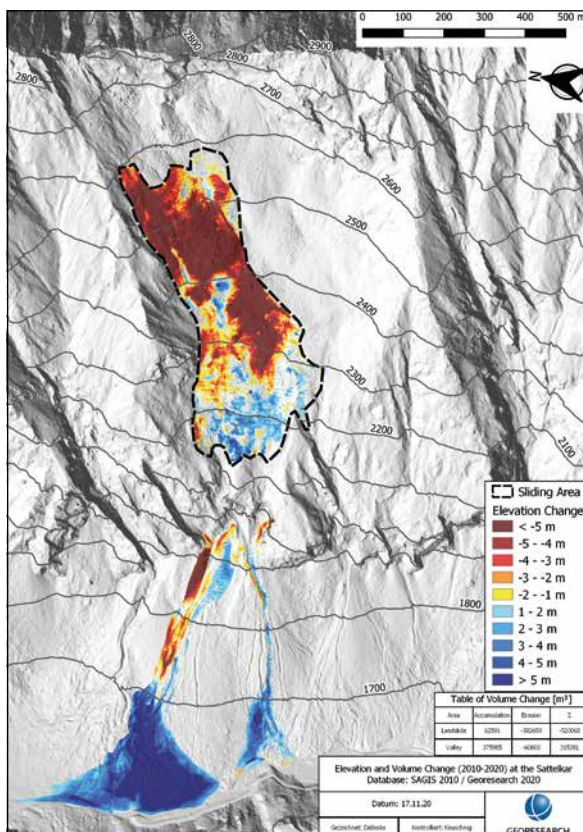 0 100 200 300 400 500 m
N
2800
2800
2900
2800
2700
2600
2500
2400
2300
2200
2100
1800
1700
Sliding Area
Elevation Change
< -5 m
-5 - -4 m
-4 - -3 m
-3 - -2 m
-2 - -1 m
1 - 2 m
2 - 3 m
3 - 4 m
4 - 5 m
> 5 m
Table of Volume Change [m³]
Area Accumulation Erosion Σ
Landslide
Valley
Elevation and Volume Change (2010-2020) at the Sattelkar
Database: SAGIS 2010 / Georesearch 2020
Datum: 17.11.20
Gezeichnet: Kontrolliert:
GEORESEARCH